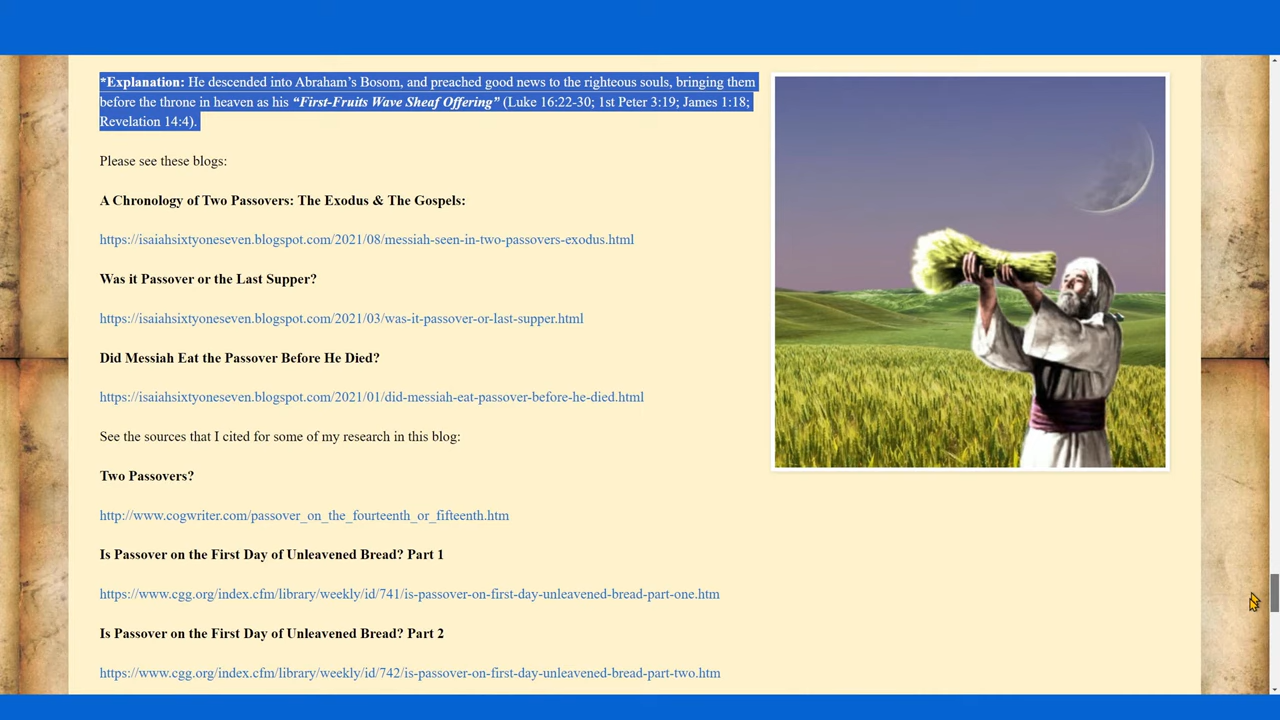 *Explanation: He descended into Abraham’s Bosom, and preached good news to the righteous souls, bringing them
before the throne in heaven as his “First-Fruits Wave Sheaf Offering” (Luke 16:22-30; 1st Peter 3:19; James 1:18;
Revelation 14:4).
Please see these blogs:
A Chronology of Two Passovers: The Exodus & The Gospels:
https://isaiahsixtyoneseven.blogspot.com/2021/08/messiah-seen-in-two-passovers-exodus.html
Was it Passover or the Last Supper?
https://isaiahsixtyoneseven.blogspot.com/2021/03/was-it-passover-or-last-supper.html
Did Messiah Eat the Passover Before He Died?
https://isaiahsixtyoneseven.blogspot.com/2021/01/did-messiah-eat-passover-before-he-died.html
See the sources that I cited for some of my research in this blog:
Two Passovers?
http://www.cogwriter.com/passover_on_the_fourteenth_or_fifteenth.htm
Is Passover on the First Day of Unleavened Bread? Part 1
https://www.cgg.org/index.cfm/library/weekly/id/741/is-passover-on-first-day-unleavened-bread-part-one.htm
Is Passover on the First Day of Unleavened Bread? Part 2
https://www.cgg.org/index.cfm/library/weekly/id/742/is-passover-on-first-day-unleavened-bread-part-two.htm